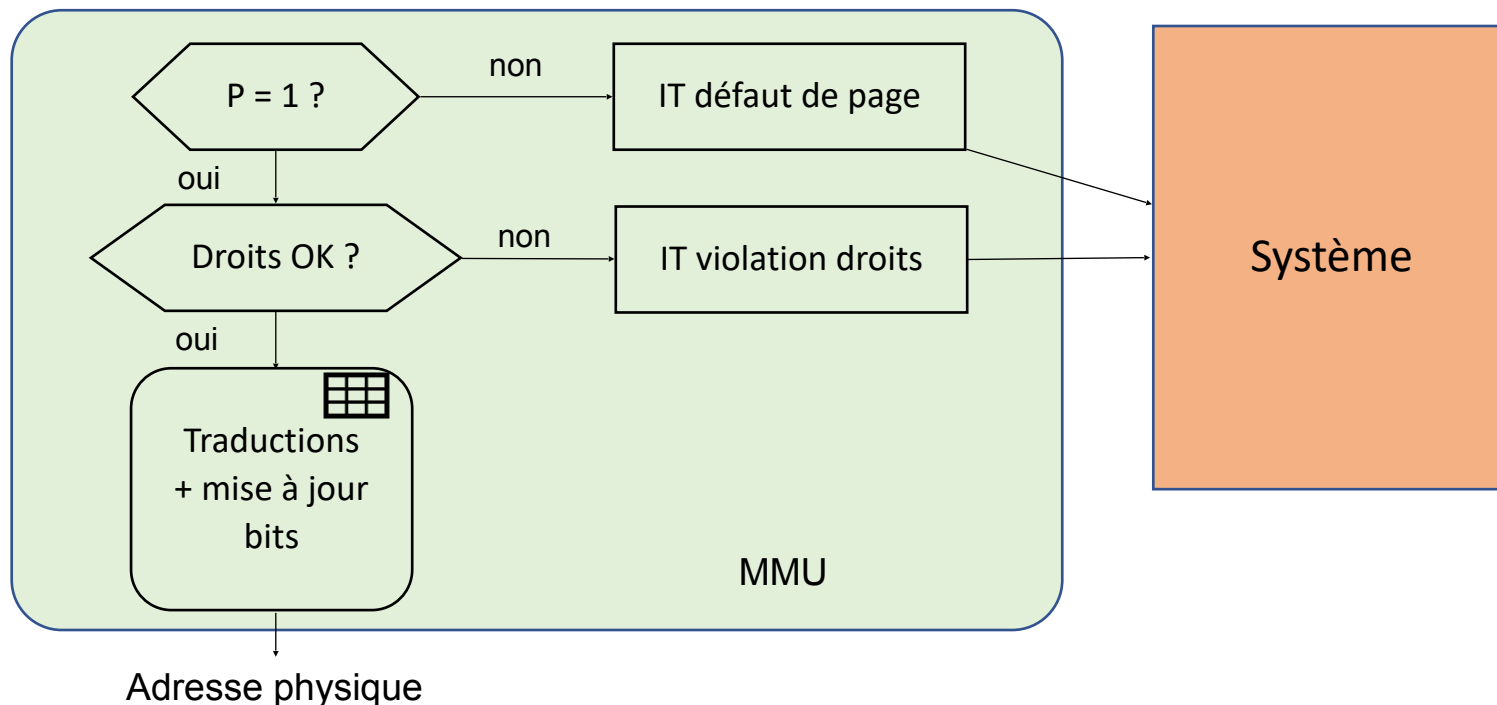 P = 1 ?
non
IT défaut de page
oui
Droits OK ?
non
IT violation droits
Système
oui
Traductions
+ mise à jour
bits
MMU
Adresse physique